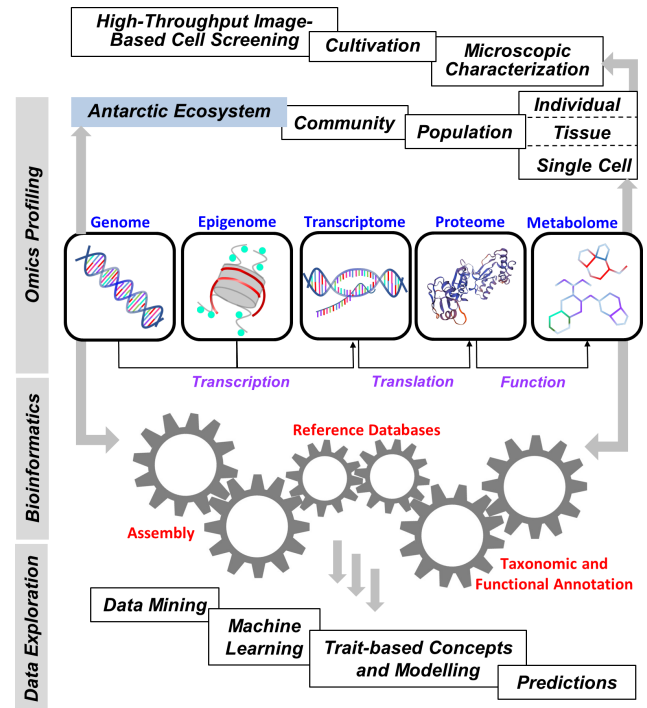 High-Throughput Image-
Based Cell Screening
Cultivation
Microscopic
Characterization
Omics Profiling
Antarctic Ecosystem
Community
Population
Individual
Tissue
Single Cell
Genome
Epigenome
Transcriptome
Proteome
Metabolome
Transcription
Translation
Function
Bioinformatics
Reference Databases
Assembly
Taxonomic and
Functional Annotation
Data Exploration
Data Mining
Machine
Learning
Trait-based Concepts
and Modelling
Predictions